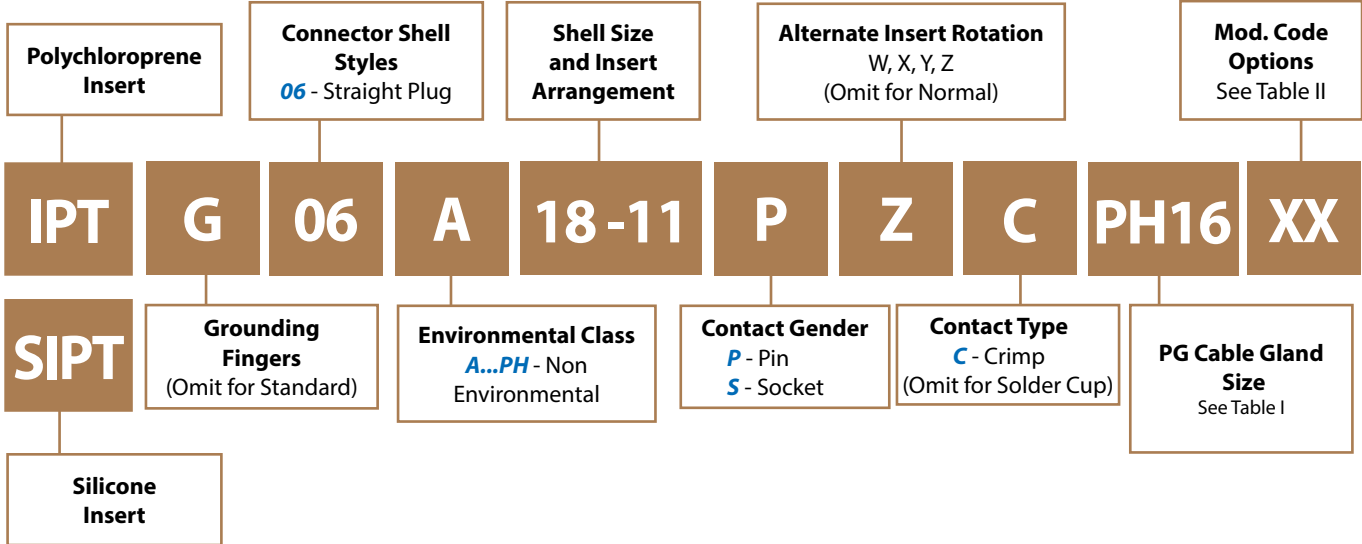 Polychloroprene
Insert
Connector Shell
Styles
06 - Straight Plug
Shell Size
and Insert
Arrangement
Alternate Insert Rotation
W, X, Y, Z
(Omit for Normal)
Mod. Code
Options
See Table II
IPT G 06 A 18-11 P Z C PH16 XX
SIPT
Grounding
Fingers
(Omit for Standard)
Environmental Class
A...PH - Non
Environmental
Contact Gender
P - Pin
S - Socket
Contact Type
C - Crimp
(Omit for Solder Cup)
PG Cable Gland
Size
See Table I
Silicone
Insert